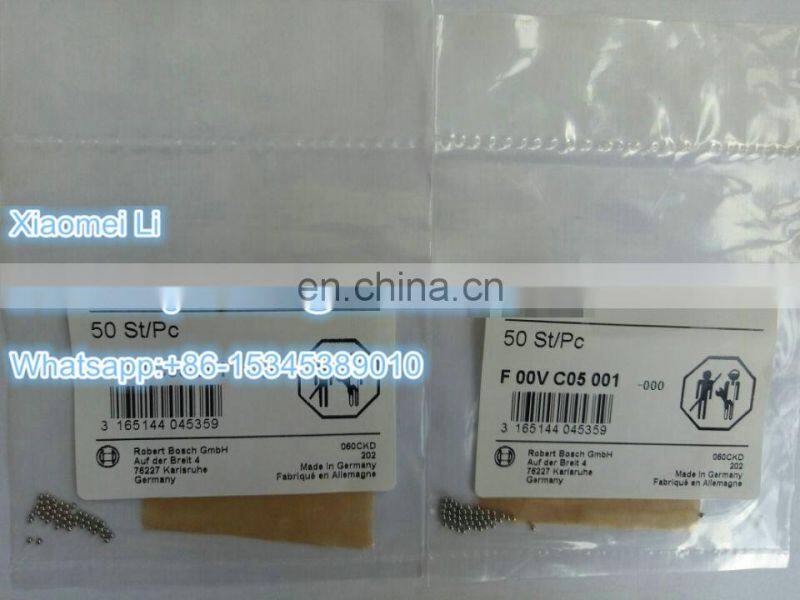 Xiaomei Li
en.china.cn
50 St/Pc
Whatsapp:+86-15345389010
3 165144 045359
Robert Bosch GmbH
Auf der Breit 4
76227 Karlsruhe
Germany
060CKD
202
Made in Germany
Fabriqué en Allemagne
50 St/Pc
F 00V C05 001 -000
3 165144 045359
Robert Bosch GmbH
Auf der Breit 4
76227 Karlsruhe
Germany
060CKD
202
Made in Germany
Fabriqué en Allemagne